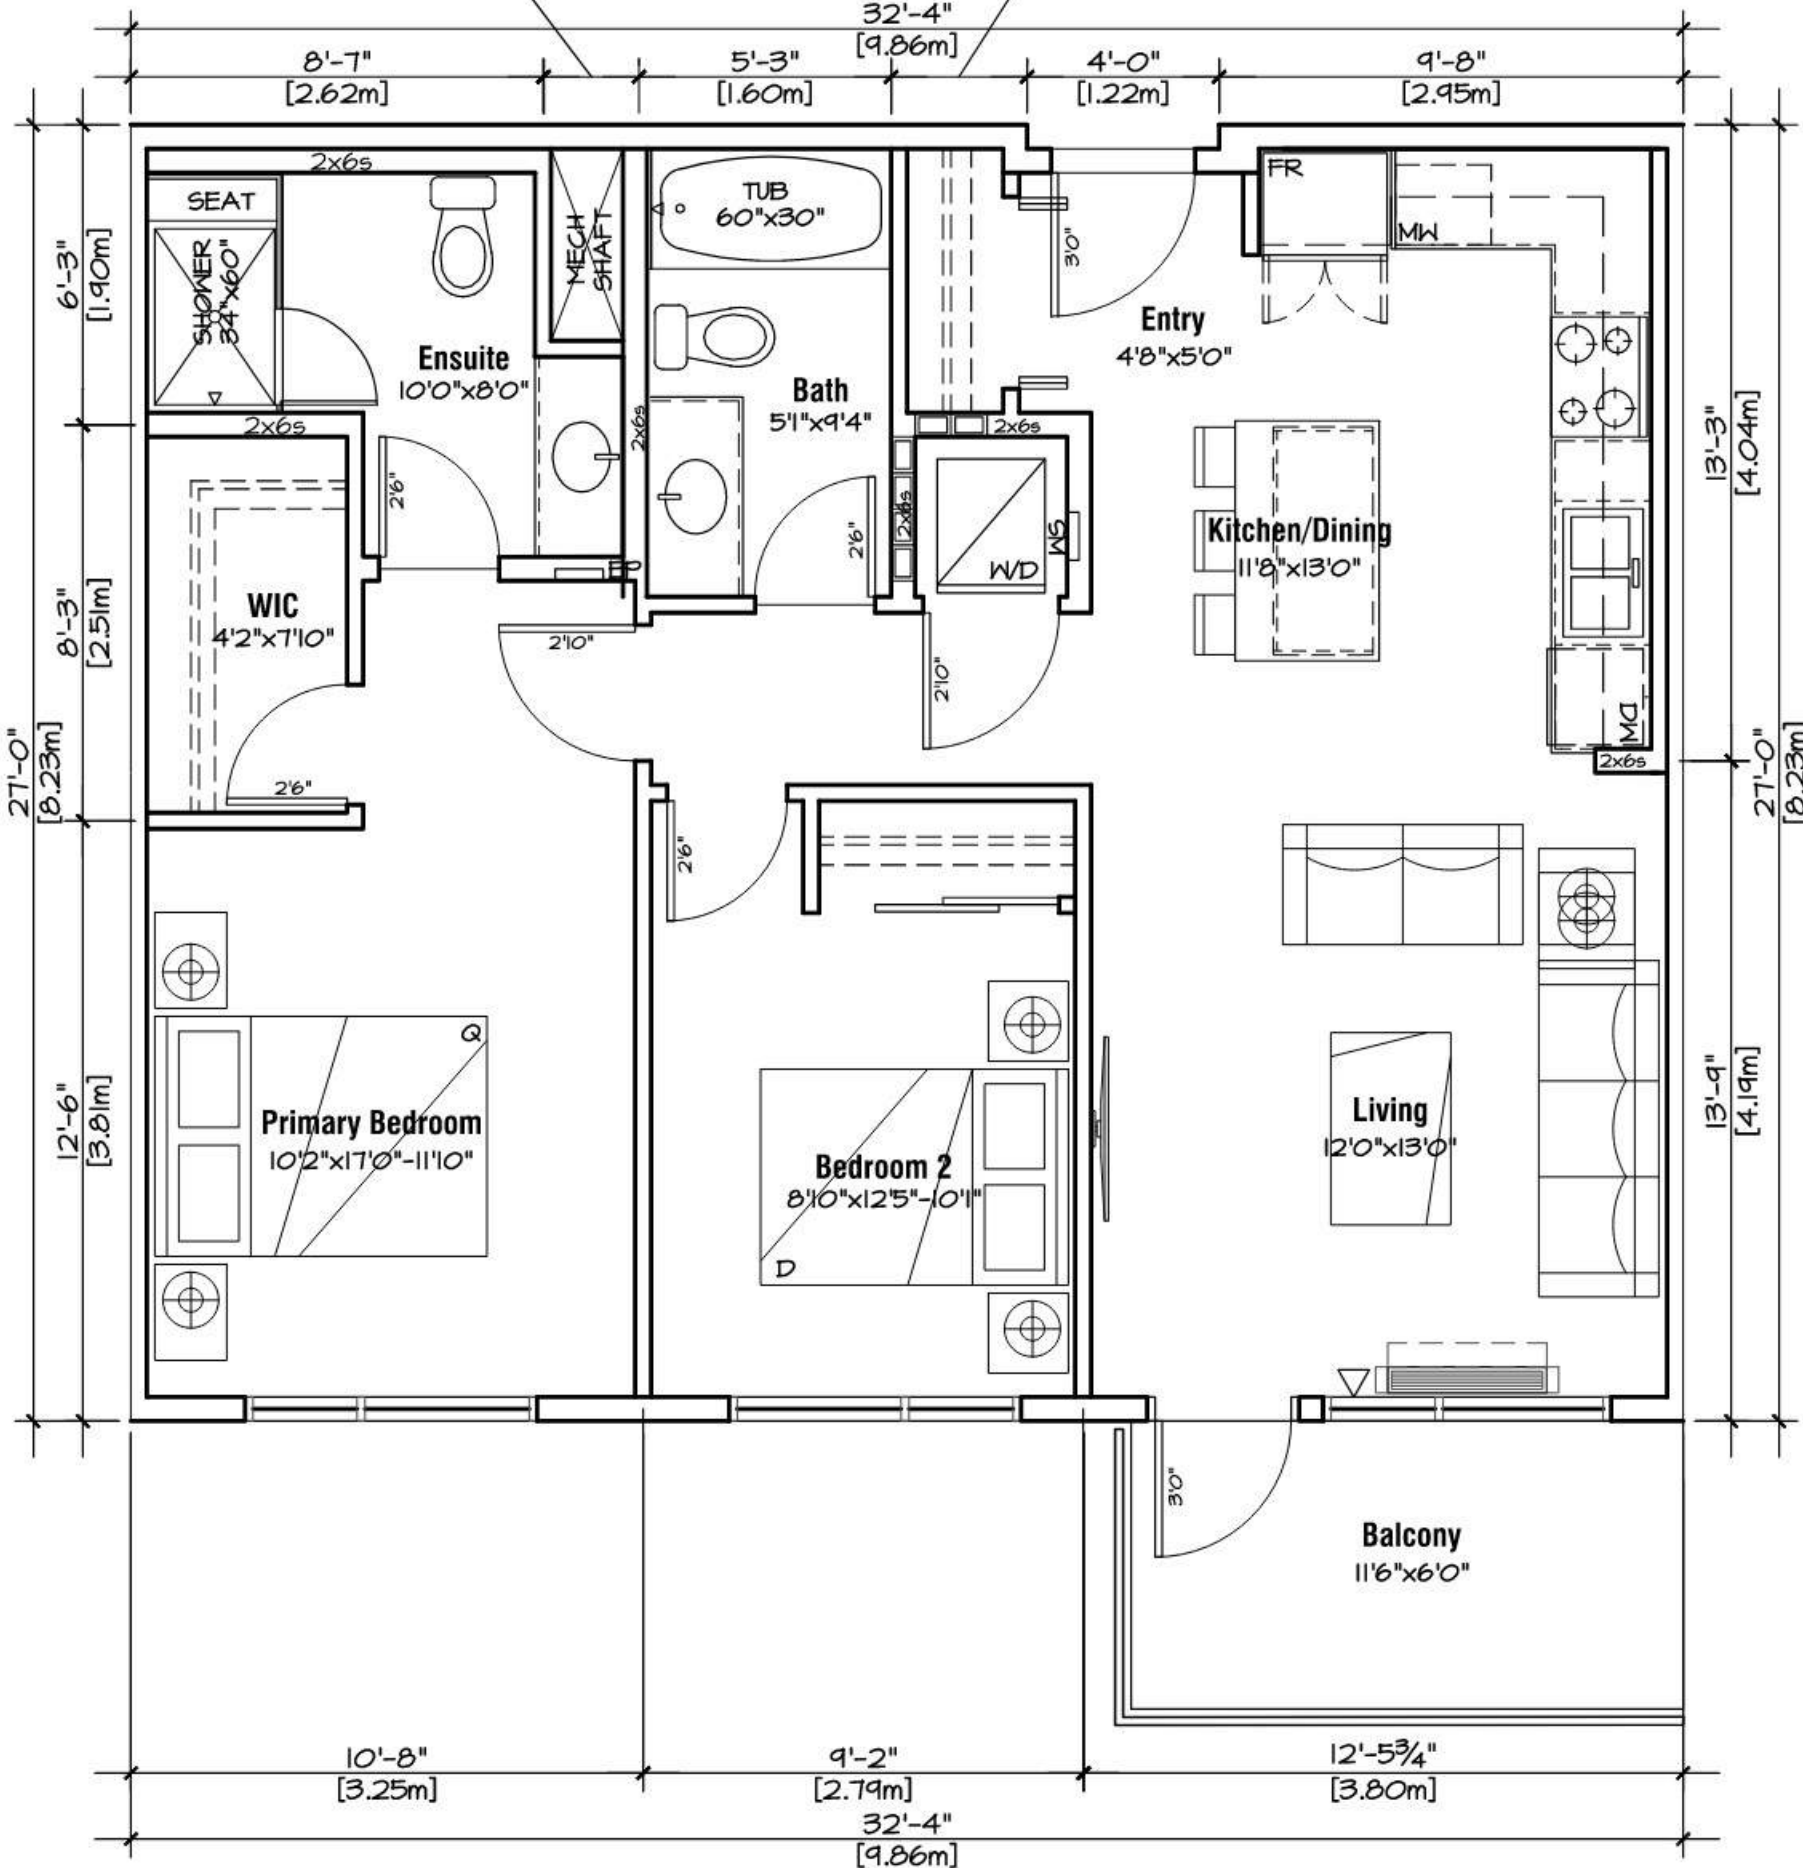 32'-4"
[9.86m]
8'-7"
[2.62m]
5'-3"
[1.60m]
4'-0"
[1.22m]
9'-8"
[2.95m]
2x6s
SEAT
SHOWER
34"x60"
MECH
SHAFT
TUB
60"x30"
3'0"
FR
MW
6'-3"
[1.90m]
Ensuite
10'0"x8'0"
Bath
5'1"x9'4"
Entry
4'8"x5'0"
13'-3"
[4.04m]
2x6s
2x6s
2x6s
2'6"
2'6"
2x6s
W/D
SM
Kitchen/Dining
11'8"x13'0"
WIC
4'2"x7'10"
8'-3"
[2.51m]
2'10"
2'10"
DW
2x6s
27'-0"
[8.23m]
27'-0"
[8.23m]
2'6"
2'6"
Q
Primary Bedroom
10'2"x17'0"-11'10"
12'-6"
[3.81m]
Bedroom 2
8'10"x12'5"-10'1"
D
Living
12'0"x13'0"
13'-9"
[4.19m]
3'0"
Balcony
11'6"x6'0"
10'-8"
[3.25m]
9'-2"
[2.79m]
12'-5¾"
[3.80m]
32'-4"
[9.86m]